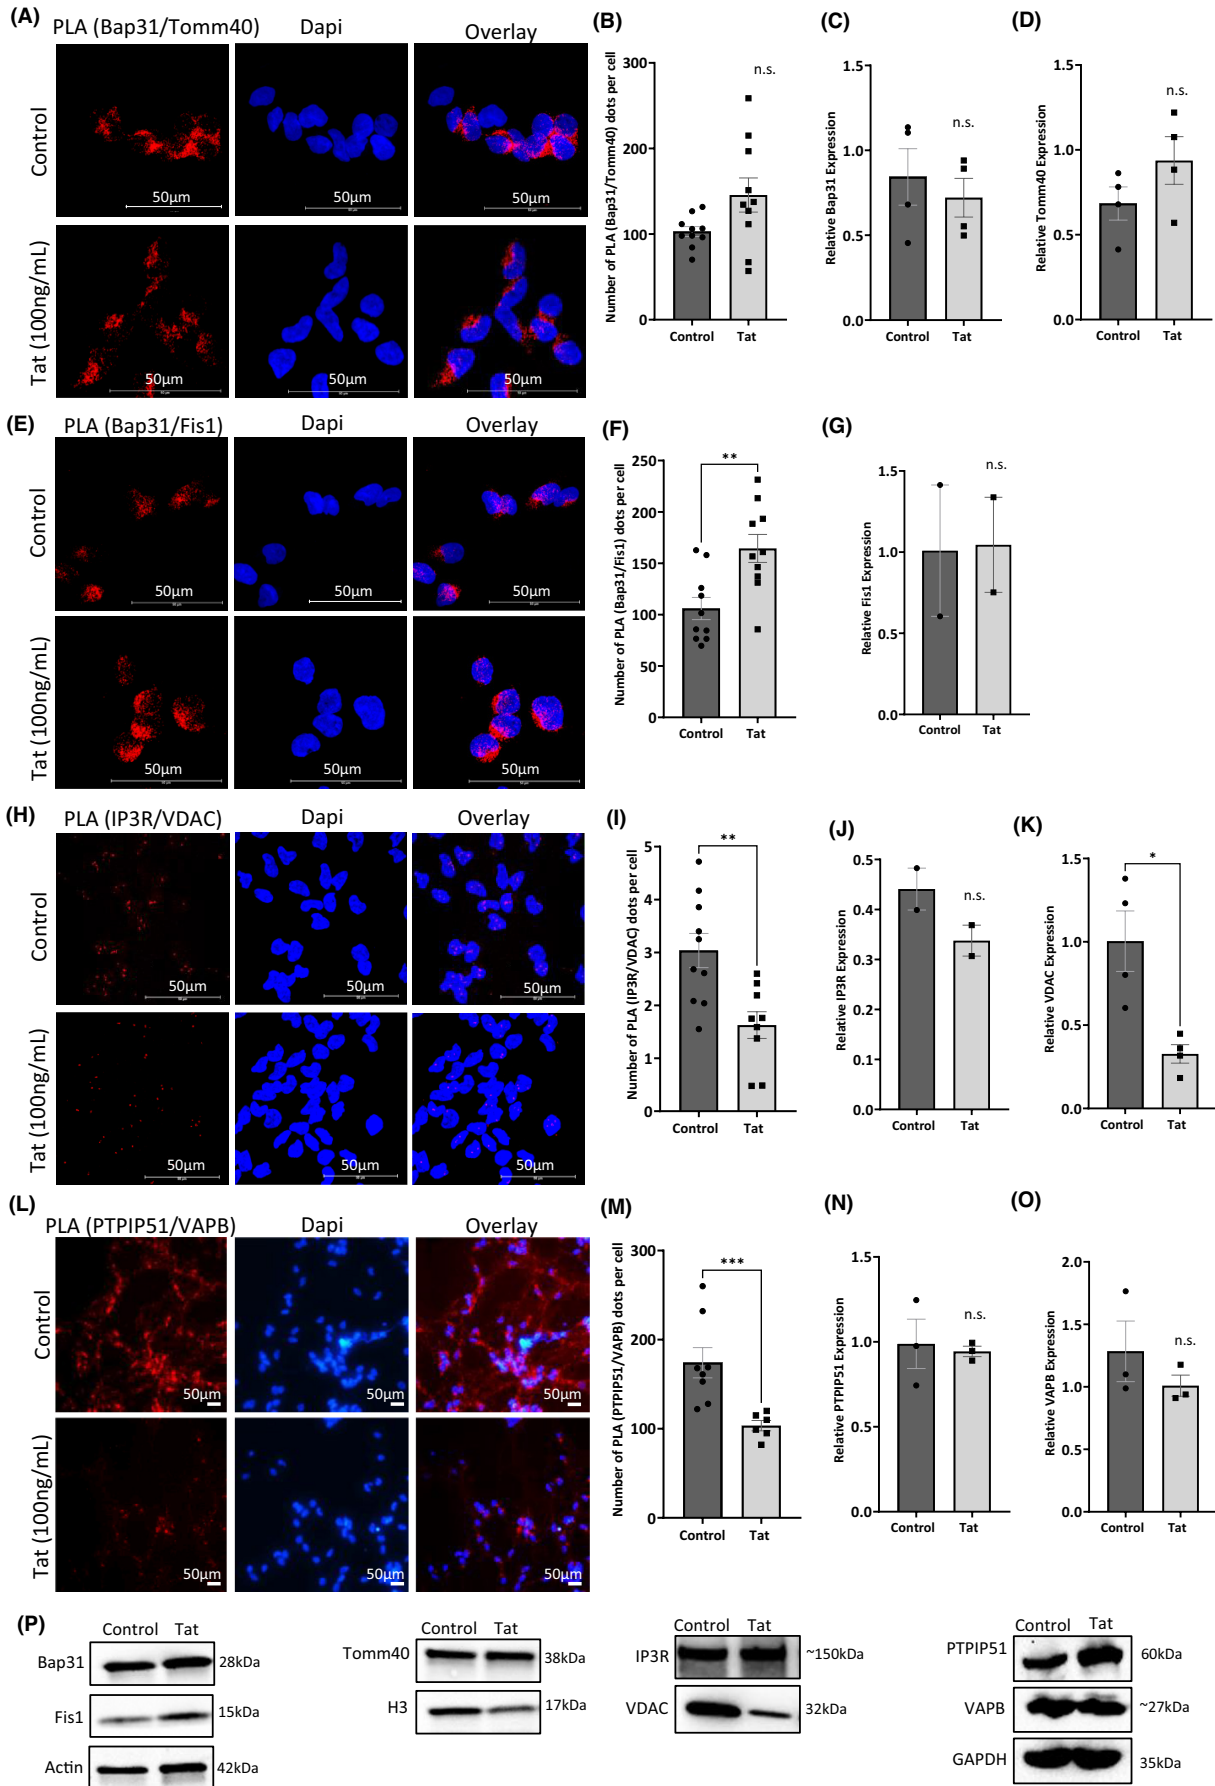 (A)
PLA (Bap31/Tomm40) Dapi Overlay
Control
50μm 50μm 50μm
Tat (100ng/mL)
50μm 50μm 50μm
(B)
Number of PLA (Bap31/Tomm40) dots per cell
300
200
100
0
n.s.
Control Tat
(C)
Relative Bap31 Expression
1.5
1.0
0.5
0.0
n.s.
Control Tat
(D)
Relative Tomm40 Expression
1.5
1.0
0.5
0.0
n.s.
Control Tat
(E)
PLA (Bap31/Fis1) Dapi Overlay
Control
50μm 50μm 50μm
Tat (100ng/mL)
50μm 50μm 50μm
(F)
Number of PLA (Bap31/Fis1) dots per cell
250
200
150
100
50
0
**
Control Tat
(G)
Relative Fis1 Expression
1.5
1.0
0.5
0.0
n.s.
Control Tat
(H)
PLA (IP3R/VDAC) Dapi Overlay
Control
50μm 50μm 50μm
Tat (100ng/mL)
50μm 50μm 50μm
(I)
Number of PLA (IP3R/VDAC) dots per cell
5
4
3
2
1
0
**
Control Tat
(J)
Relative IP3R Expression
0.5
0.4
0.3
0.2
0.1
0.0
n.s.
Control Tat
(K)
Relative VDAC Expression
1.5
1.0
0.5
0.0
*
Control Tat
(L)
PLA (PTPIP51/VAPB) Dapi Overlay
Control
50μm 50μm 50μm
Tat (100ng/mL)
50μm 50μm 50μm
(M)
Number of PLA (PTPIP51/VAPB) dots per cell
300
200
100
0
***
Control Tat
(N)
Relative PTPIP51 Expression
1.5
1.0
0.5
0.0
n.s.
Control Tat
(O)
Relative VAPB Expression
2.0
1.5
1.0
0.5
0.0
n.s.
Control Tat
(P)
Control Tat
Bap31 28kDa
Fis1 15kDa
Actin 42kDa
Control Tat
Tomm40 38kDa
H3 17kDa
Control Tat
IP3R ~150kDa
VDAC 32kDa
Control Tat
PTPIP51 60kDa
VAPB ~27kDa
GAPDH 35kDa